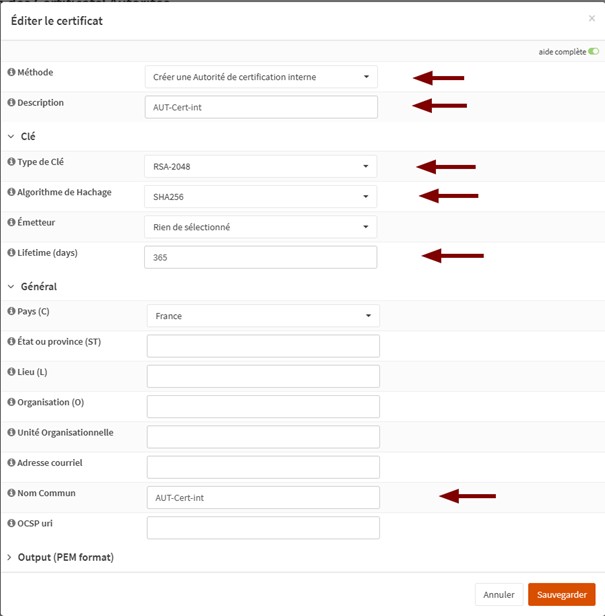 Éditer le certificat
×
aide complète
Méthode
Créer une Autorité de certification interne
Description
AUT-Cert-int
Clé
Type de Clé
RSA-2048
Algorithme de Hachage
SHA256
Émetteur
Rien de sélectionné
Lifetime (days)
365
Général
Pays (C)
France
État ou province (ST)
Lieu (L)
Organisation (O)
Unité Organisationnelle
Adresse courriel
Nom Commun
AUT-Cert-int
OCSP uri
Output (PEM format)
Annuler
Sauvegarder